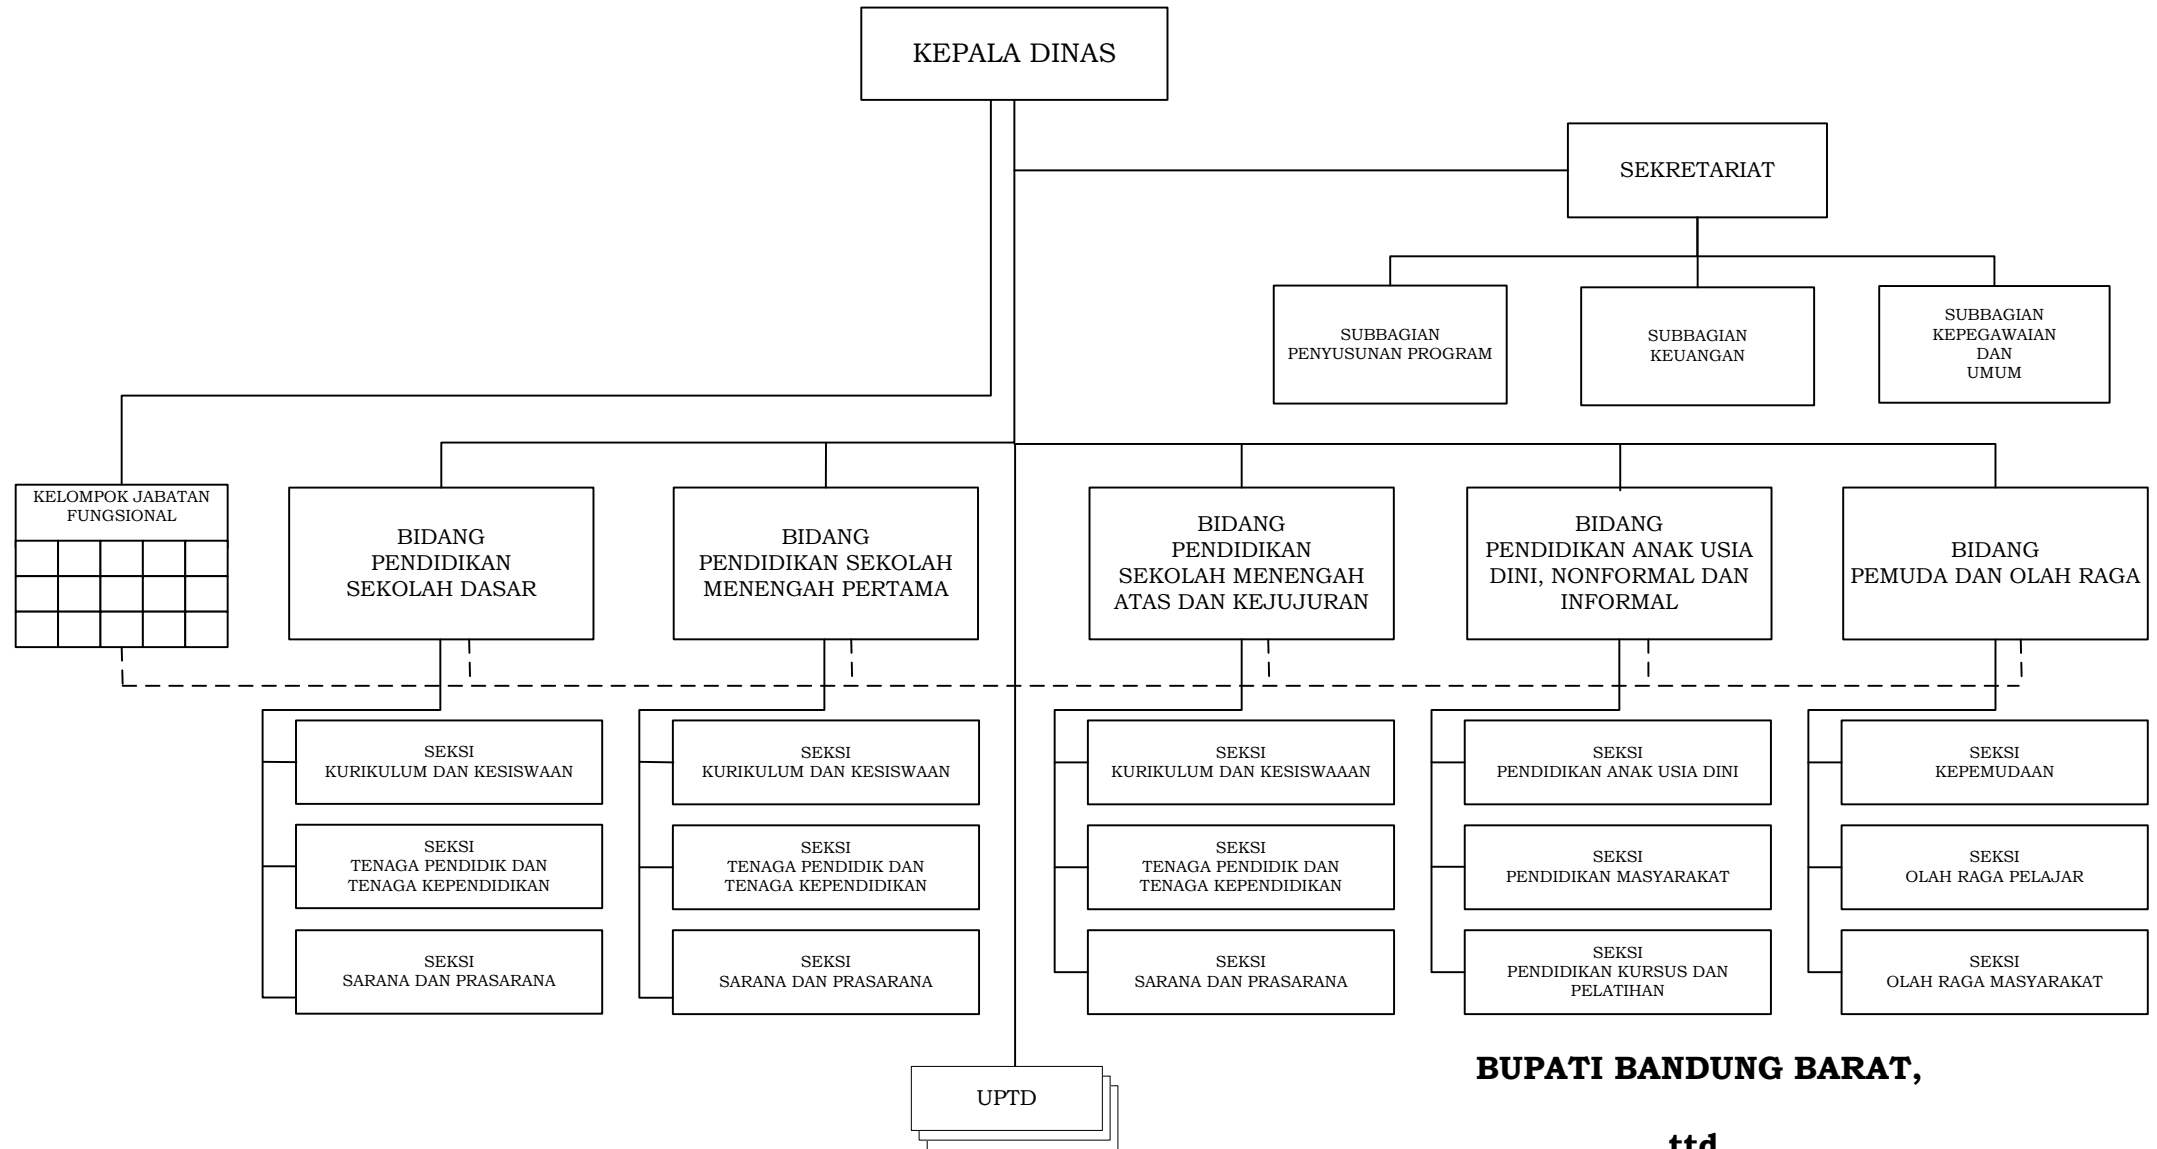 KEPALA DINAS
SEKRETARIAT
SUBBAGIAN
PENYUSUNAN PROGRAM
SUBBAGIAN
KEUANGAN
SUBBAGIAN
KEPEGAWAIAN
DAN
UMUM
KELOMPOK JABATAN
FUNGSIONAL
BIDANG
PENDIDIKAN
SEKOLAH DASAR
BIDANG
PENDIDIKAN SEKOLAH
MENENGAH PERTAMA
BIDANG
PENDIDIKAN
SEKOLAH MENENGAH
ATAS DAN KEJUJURAN
BIDANG
PENDIDIKAN ANAK USIA
DINI, NONFORMAL DAN
INFORMAL
BIDANG
PEMUDA DAN OLAH RAGA
SEKSI
KURIKULUM DAN KESISWAAN
SEKSI
KURIKULUM DAN KESISWAAN
SEKSI
KURIKULUM DAN KESISWAAAN
SEKSI
PENDIDIKAN ANAK USIA DINI
SEKSI
KEPEMUDAAN
SEKSI
TENAGA PENDIDIK DAN
TENAGA KEPENDIDIKAN
SEKSI
TENAGA PENDIDIK DAN
TENAGA KEPENDIDIKAN
SEKSI
TENAGA PENDIDIK DAN
TENAGA KEPENDIDIKAN
SEKSI
PENDIDIKAN MASYARAKAT
SEKSI
OLAH RAGA PELAJAR
SEKSI
SARANA DAN PRASARANA
SEKSI
SARANA DAN PRASARANA
SEKSI
SARANA DAN PRASARANA
SEKSI
PENDIDIKAN KURSUS DAN
PELATIHAN
SEKSI
OLAH RAGA MASYARAKAT
UPTD
BUPATI BANDUNG BARAT,
ttd